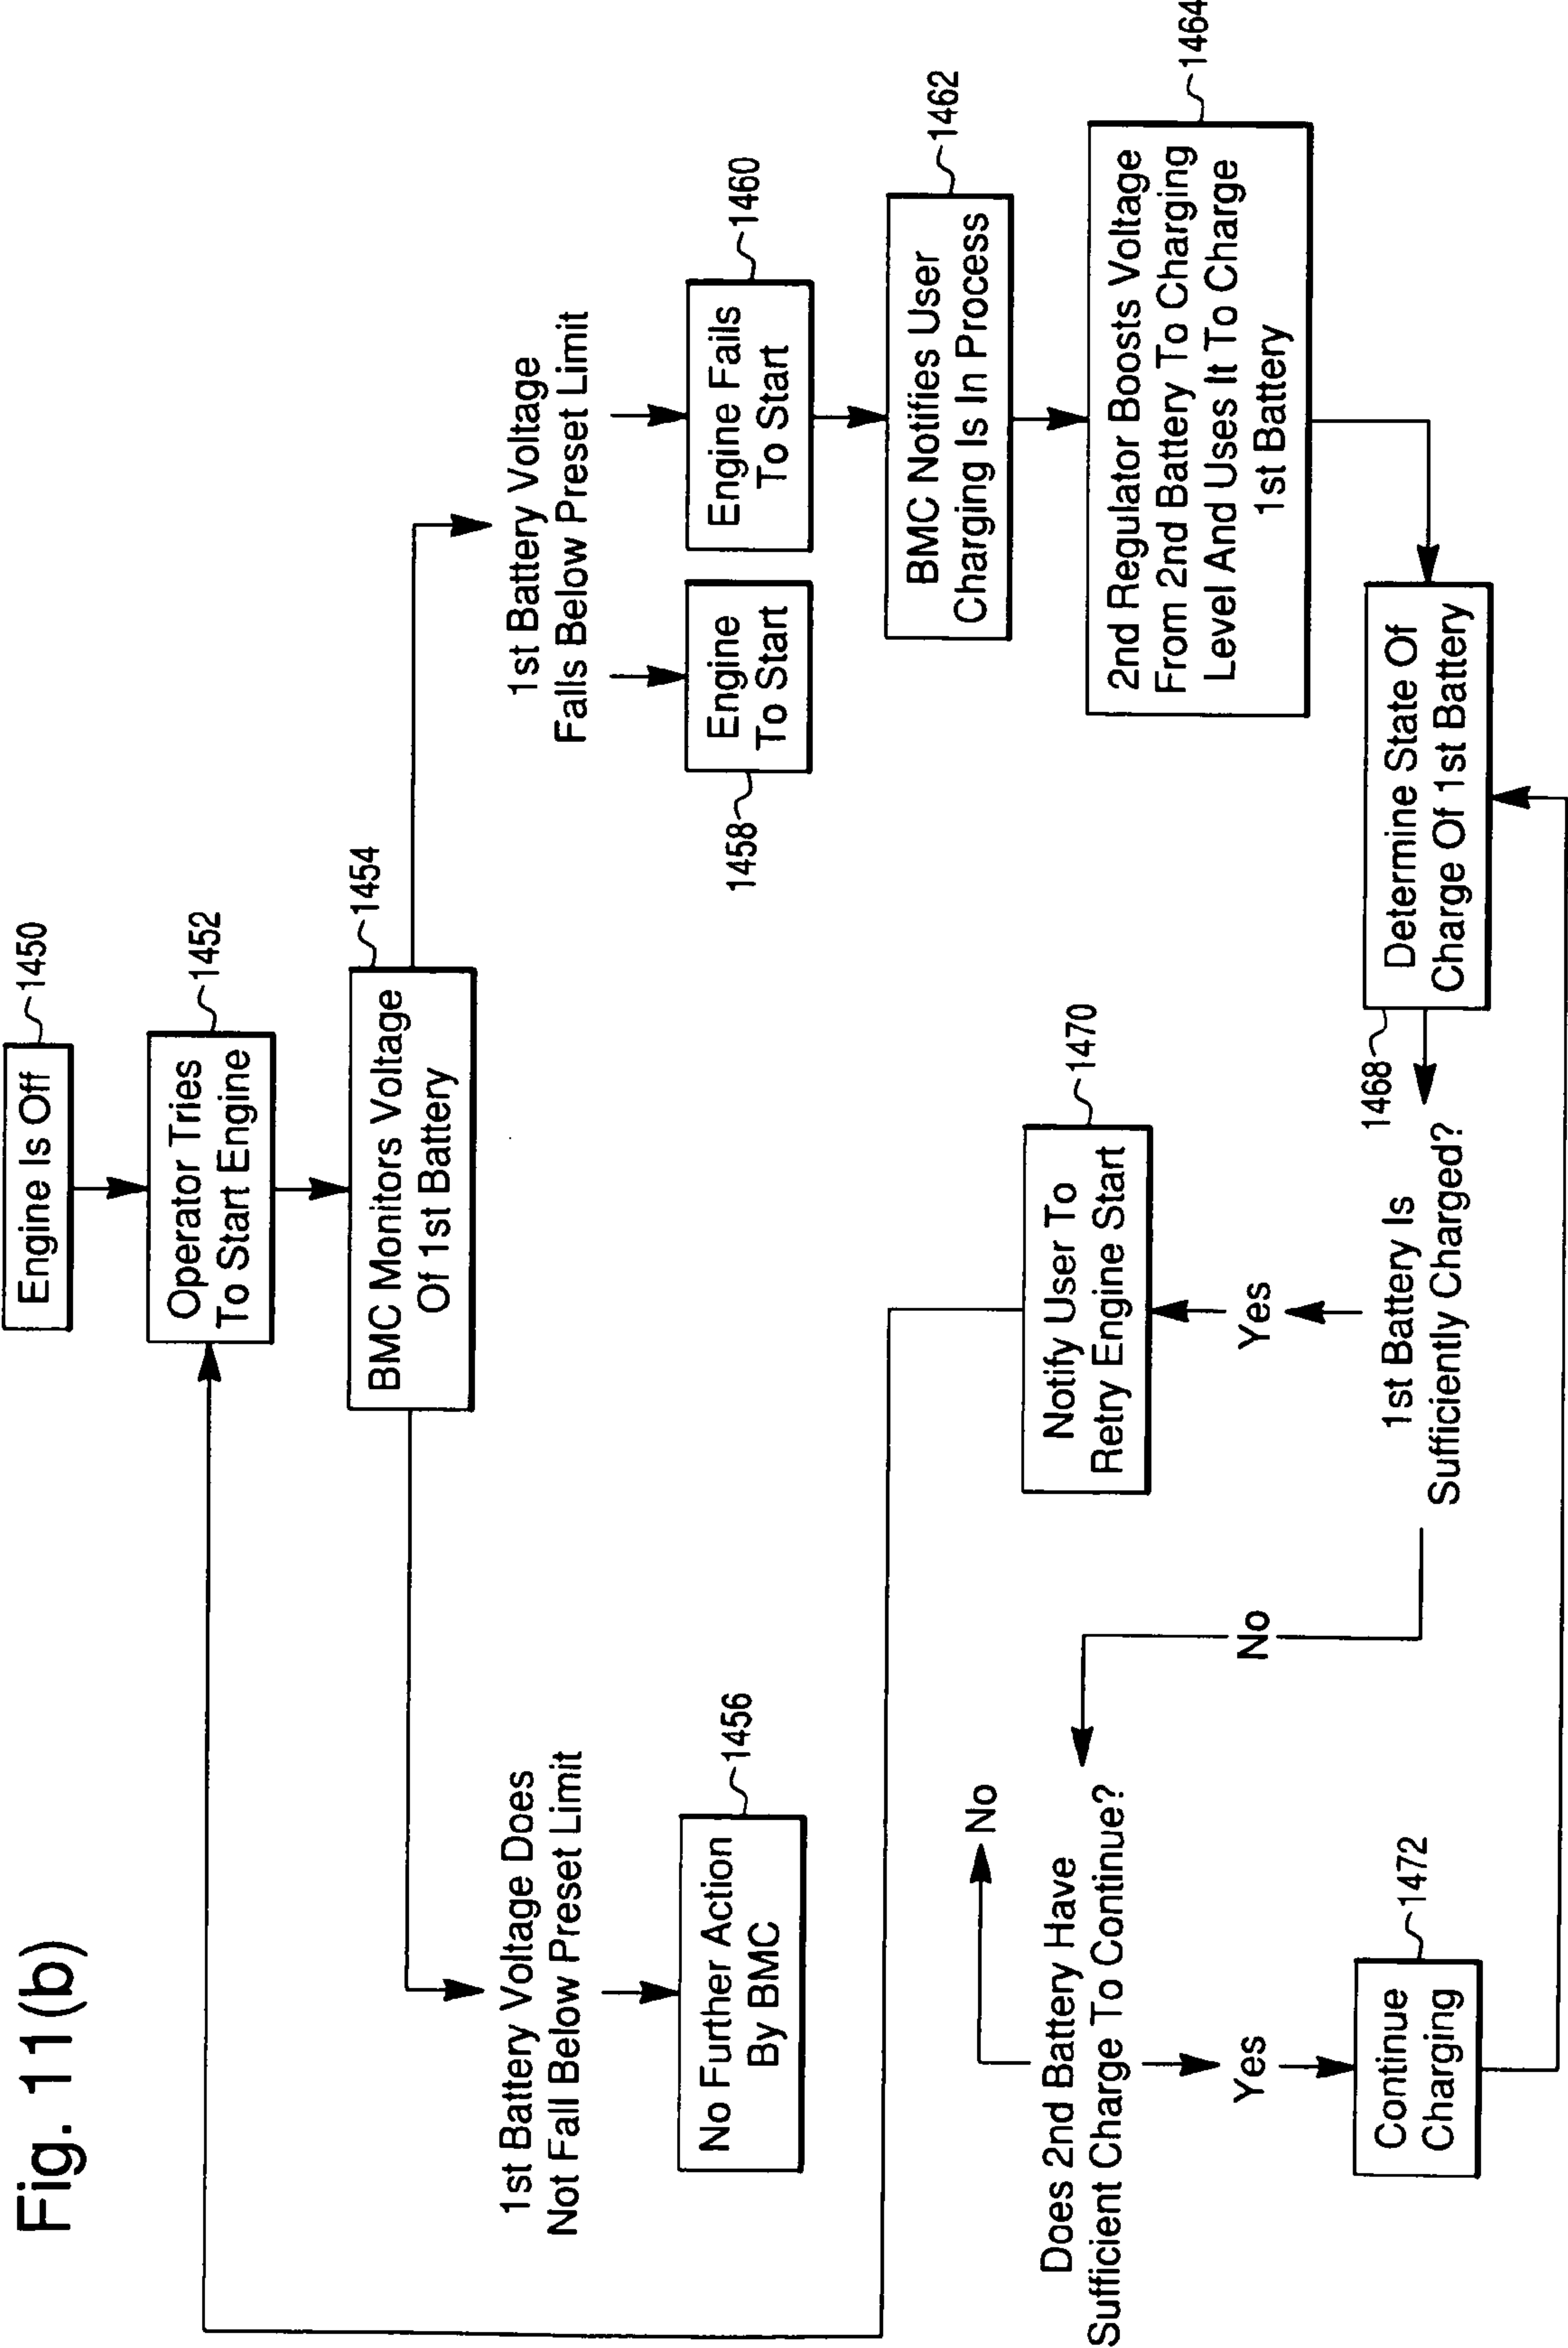 Fig. 11(b)
Engine Is Off
1450
Operator Tries
To Start Engine
1452
BMC Monitors Voltage
Of 1st Battery
1454
1st Battery Voltage Does
Not Fall Below Preset Limit
No Further Action
By BMC
1456
1st Battery Voltage
Falls Below Preset Limit
1458
Engine
To Start
Engine Fails
To Start
1460
BMC Notifies User
Charging Is In Process
1462
2nd Regulator Boosts Voltage
From 2nd Battery To Charging
Level And Uses It To Charge
1st Battery
1464
1468
Determine State Of
Charge Of 1st Battery
1st Battery Is
Sufficiently Charged?
Yes
Notify User To
Retry Engine Start
1470
No
Does 2nd Battery Have
Sufficient Charge To Continue?
No
Yes
Continue
Charging
1472